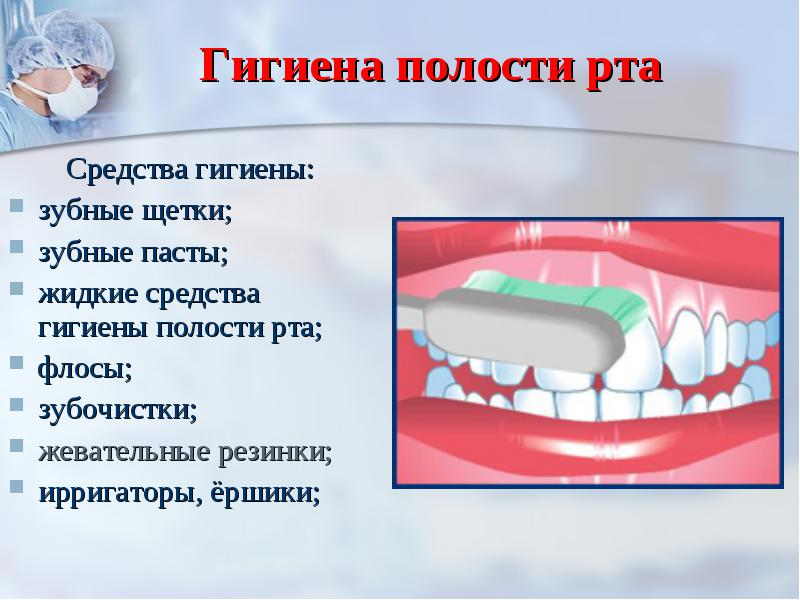 Гигиена полости рта
Средства гигиены:
зубные щетки;
зубные пасты;
жидкие средства
гигиены полости рта;
флосы;
зубочистки;
жевательные резинки;
ирригаторы, ёршики;